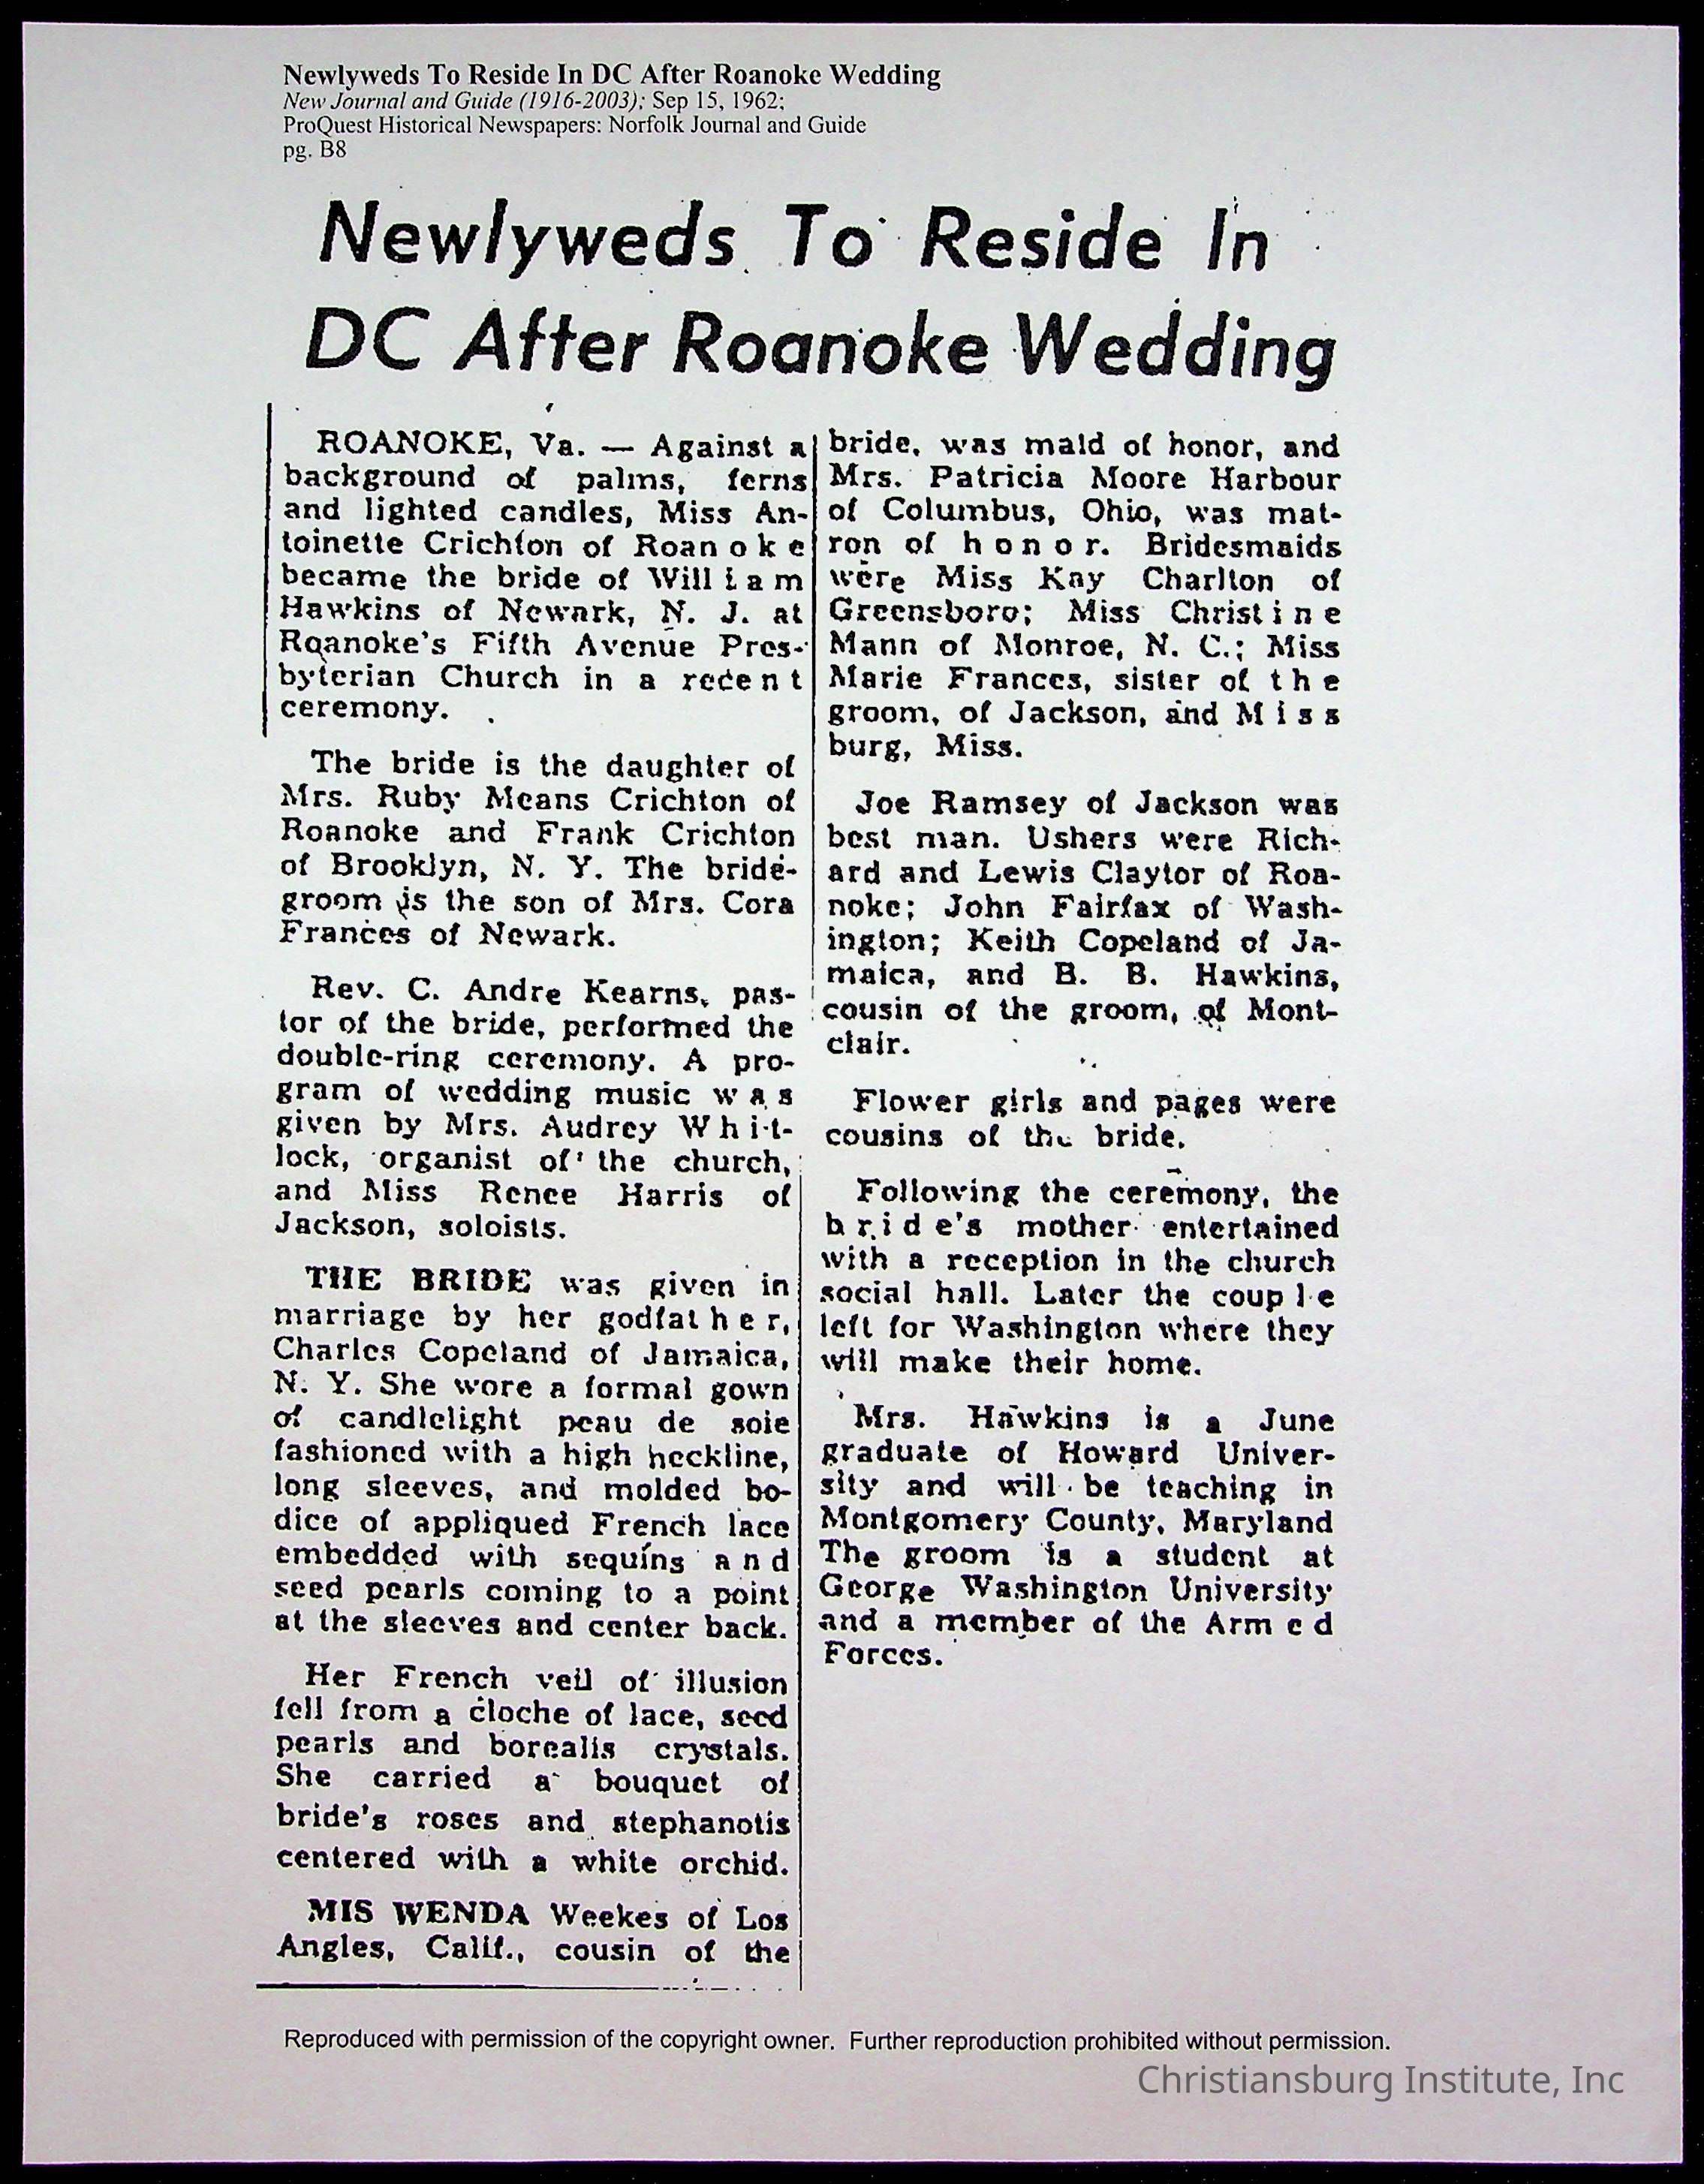 Newlyweds To Reside In DC After Roanoke Wedding
New Journal and Guide (1916-2003); Sep 15, 1962;
ProQuest Historical Newspapers: Norfolk Journal and Guide
pg. B8
Newlyweds To Reside In
DC After Roanoke Wedding
ROANOKE, Va. — Against a
background of palms, ferns
and lighted candles, Miss An-
toinette Crichton of Roanoke
became the bride of William
Hawkins of Newark, N. J. at
Roanoke's Fifth Avenue Pres-
byterian Church in a recent
ceremony.
The bride is the daughter of
Mrs. Ruby Means Crichton of
Roanoke and Frank Crichton
of Brooklyn, N. Y. The bride-
groom is the son of Mrs. Cora
Frances of Newark.
Rev. C. Andre Kearns, pas-
tor of the bride, performed the
double-ring ceremony. A pro-
gram of wedding music was
given by Mrs. Audrey Whit-
lock, organist of the church,
and Miss Renee Harris of
Jackson, soloists.
THE BRIDE was given in
marriage by her godfather,
Charles Copeland of Jamaica,
N. Y. She wore a formal gown
of candlelight peau de soie
fashioned with a high heckline,
long sleeves, and molded bo-
dice of appliqued French lace
embedded with sequins and
seed pearls coming to a point
at the sleeves and center back.
Her French veil of illusion
fell from a cloche of lace, seed
pearls and borealis crystals.
She carried a bouquet of
bride's roses and stephanotis
centered with a white orchid.
MIS WENDA Weekes of Los
Angles, Calif., cousin of the
bride, was maid of honor, and
Mrs. Patricia Moore Harbour
of Columbus, Ohio, was mat-
ron of honor. Bridesmaids
were Miss Kay Charlton of
Greensboro; Miss Christine
Mann of Monroe, N. C.; Miss
Marie Frances, sister of the
groom, of Jackson, and Miss
burg, Miss.
Joe Ramsey of Jackson was
best man. Ushers were Rich-
ard and Lewis Claytor of Roa-
noke; John Fairfax of Wash-
ington; Keith Copeland of Ja-
maica, and B. B. Hawkins,
cousin of the groom, of Mont-
clair.
Flower girls and pages were
cousins of the bride.
Following the ceremony, the
bride's mother entertained
with a reception in the church
social hall. Later the couple
left for Washington where they
will make their home.
Mrs. Hawkins is a June
graduate of Howard Univer-
sity and will be teaching in
Montgomery County, Maryland
The groom is a student at
George Washington University
and a member of the Armed
Forces.
Reproduced with permission of the copyright owner. Further reproduction prohibited without permission.
Christiansburg Institute, Inc